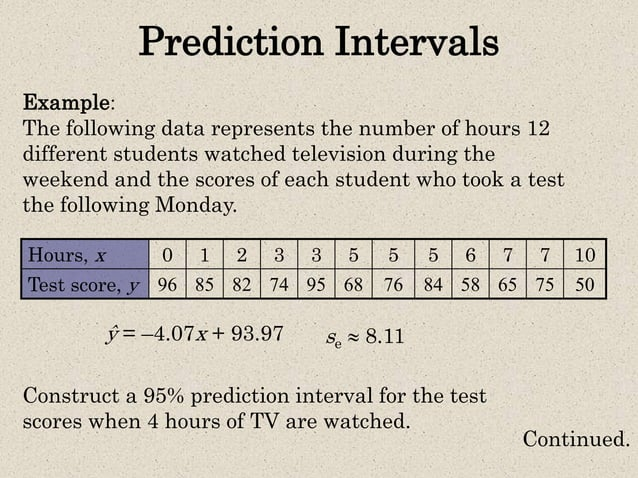 Prediction Intervals
Example:
The following data represents the number of hours 12
different students watched television during the
weekend and the scores of each student who took a test
the following Monday.
Hours, x 0 1 2 3 3 5 5 5 6 7 7 10
Test score, y 96 85 82 74 95 68 76 84 58 65 75 50
ŷ = –4.07x + 93.97 se ≈ 8.11
Construct a 95% prediction interval for the test
scores when 4 hours of TV are watched.
Continued.